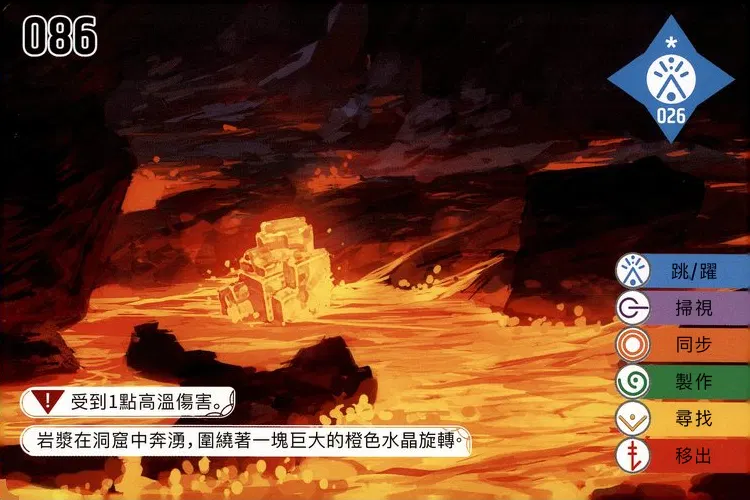 086
*
026
跳/躍
掃視
同步
製作
尋找
移出
!
受到1點高溫傷害。
岩漿在洞窟中奔湧，圍繞著一塊巨大的橙色水晶旋轉。